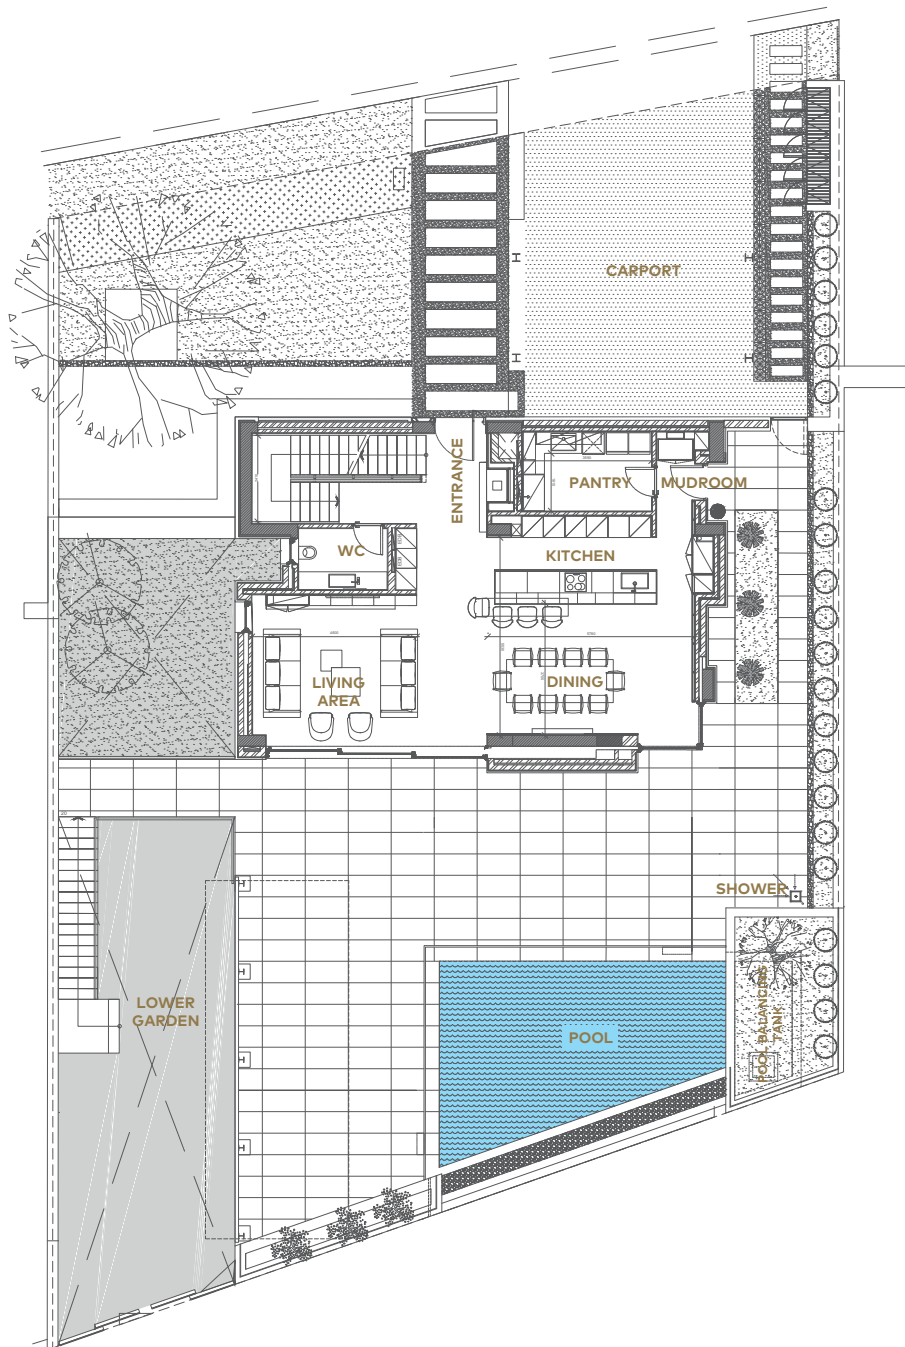 CARPORT
ENTRANCE
PANTRY
MUDROOM
WC
KITCHEN
LIVING
AREA
DINING
SHOWER
LOWER
GARDEN
POOL
POOL BALANCING
TANK